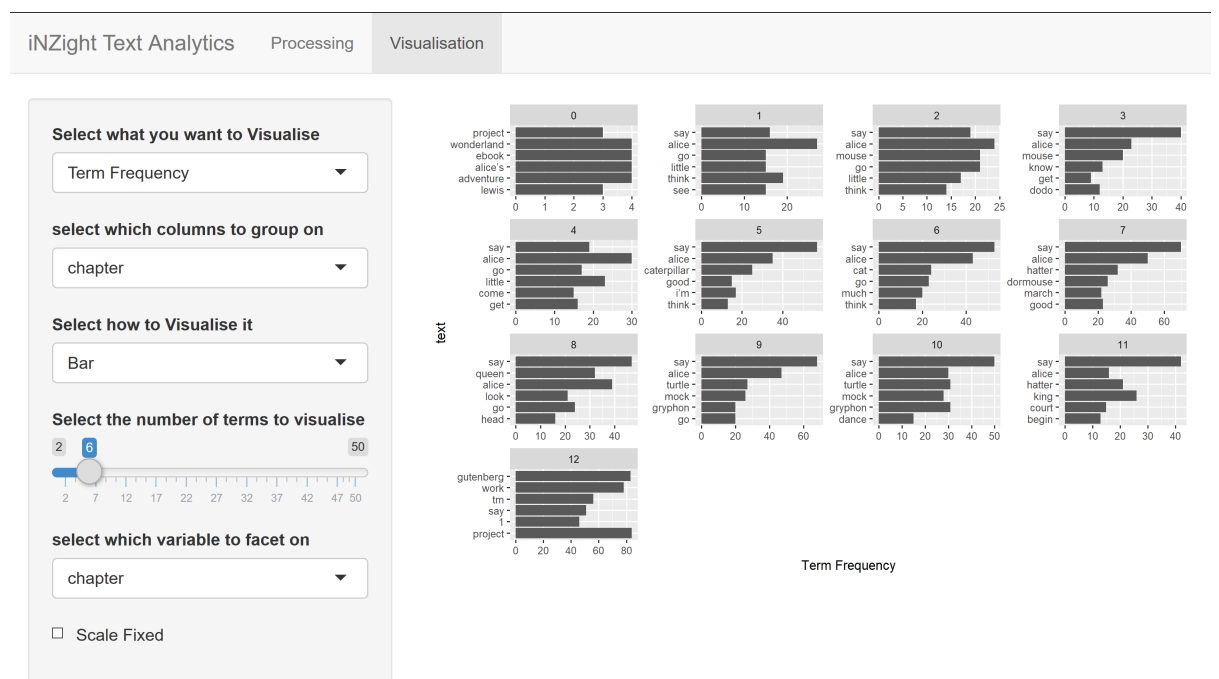 iNZight Text Analytics Processing Visualisation
Select what you want to Visualise
Term Frequency
select which columns to group on
chapter
Select how to Visualise it
Bar
Select the number of terms to visualise
2 6 50
2 7 12 17 22 27 32 37 42 47 50
select which variable to facet on
chapter
Scale Fixed
text
0
project
wonderland
ebook
alice's
adventure
lewis
0 1 2 3 4
1
say
alice
go
little
think
see
0 10 20
2
say
alice
mouse
go
little
think
0 5 10 15 20 25
3
say
alice
mouse
know
get
dodo
0 10 20 30 40
4
say
alice
go
little
come
get
0 10 20 30
5
say
alice
caterpillar
good
i'm
think
0 20 40
6
say
alice
cat
go
much
think
0 20 40
7
say
alice
hatter
dormouse
march
good
0 20 40 60
8
say
queen
alice
look
go
head
0 10 20 30 40
9
say
alice
turtle
mock
gryphon
go
0 20 40 60
10
say
alice
turtle
mock
gryphon
dance
0 10 20 30 40 50
11
say
alice
hatter
king
court
begin
0 10 20 30 40
12
gutenberg
work
tm
say
1
project
0 20 40 60 80
Term Frequency